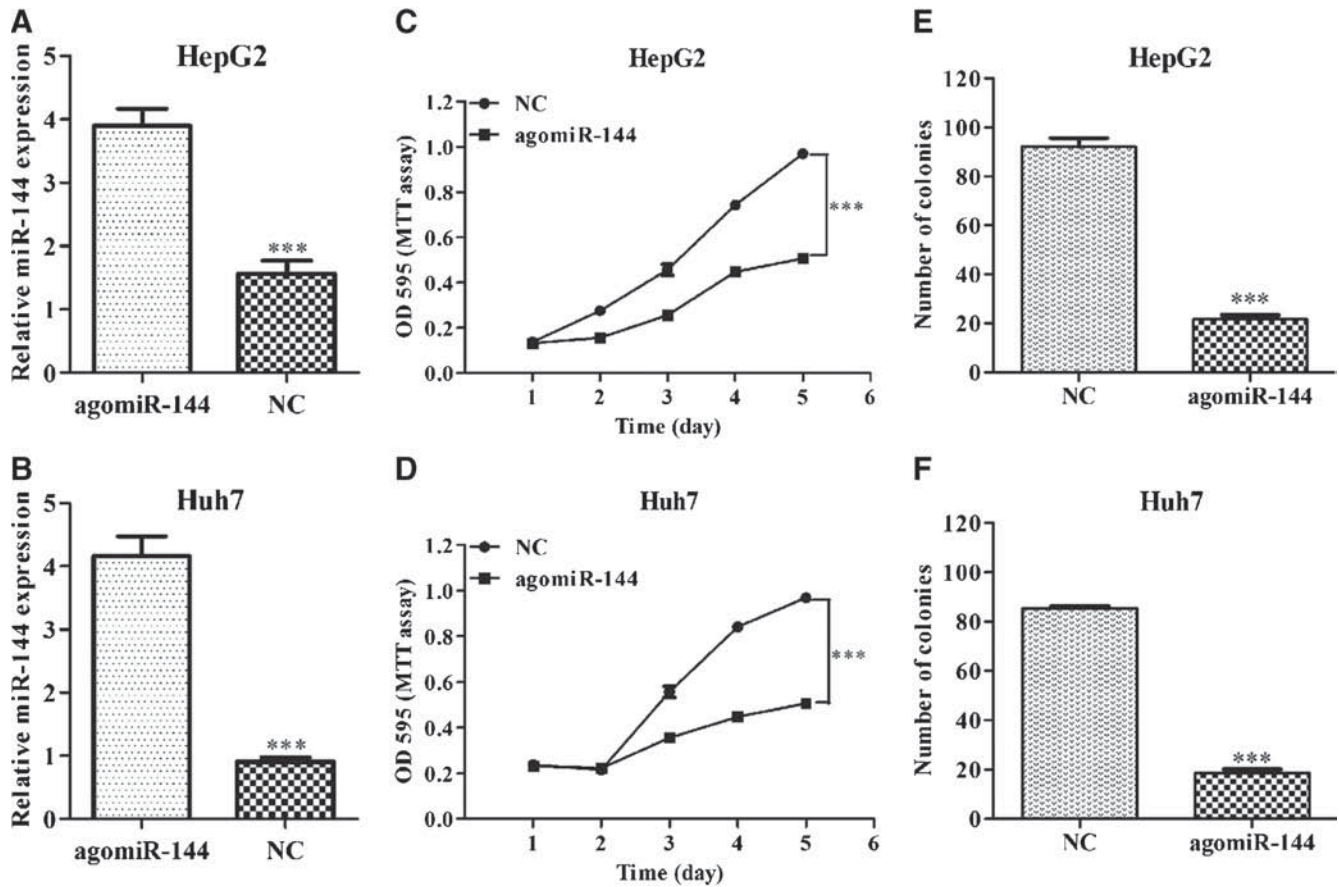 A
HepG2
Relative miR-144 expression
5
4
3
2
1
0
***
agomiR-144 NC
C
HepG2
NC
agomiR-144
OD 595 (MTT assay)
1.2
1.0
0.8
0.6
0.4
0.2
0.0
***
1 2 3 4 5 6
Time (day)
E
HepG2
Number of colonies
120
100
80
60
40
20
0
***
NC agomiR-144
B
Huh7
Relative miR-144 expression
5
4
3
2
1
0
***
agomiR-144 NC
D
Huh7
NC
agomiR-144
OD 595 (MTT assay)
1.2
1.0
0.8
0.6
0.4
0.2
0.0
***
1 2 3 4 5 6
Time (day)
F
Huh7
Number of colonies
120
100
80
60
40
20
0
***
NC agomiR-144